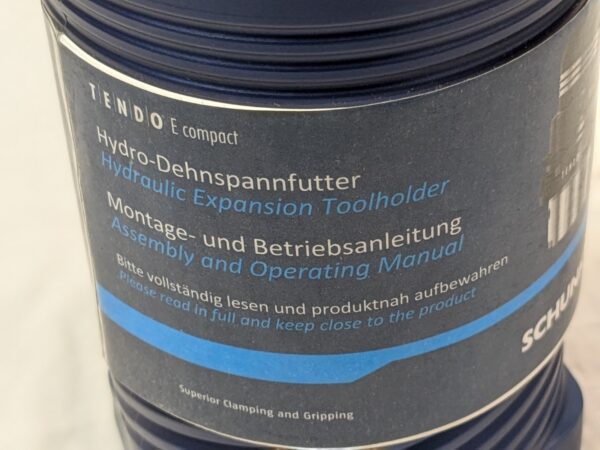 TENDO E compact
Hydro-Dehnspannfutter
Hydraulic Expansion Toolholder
Montage- und Betriebsanleitung
Assembly and Operating Manual
Bitte vollständig lesen und produktnah aufbewahren
please read in full and keep close to the product
SCHUN
Superior Clamping and Gripping